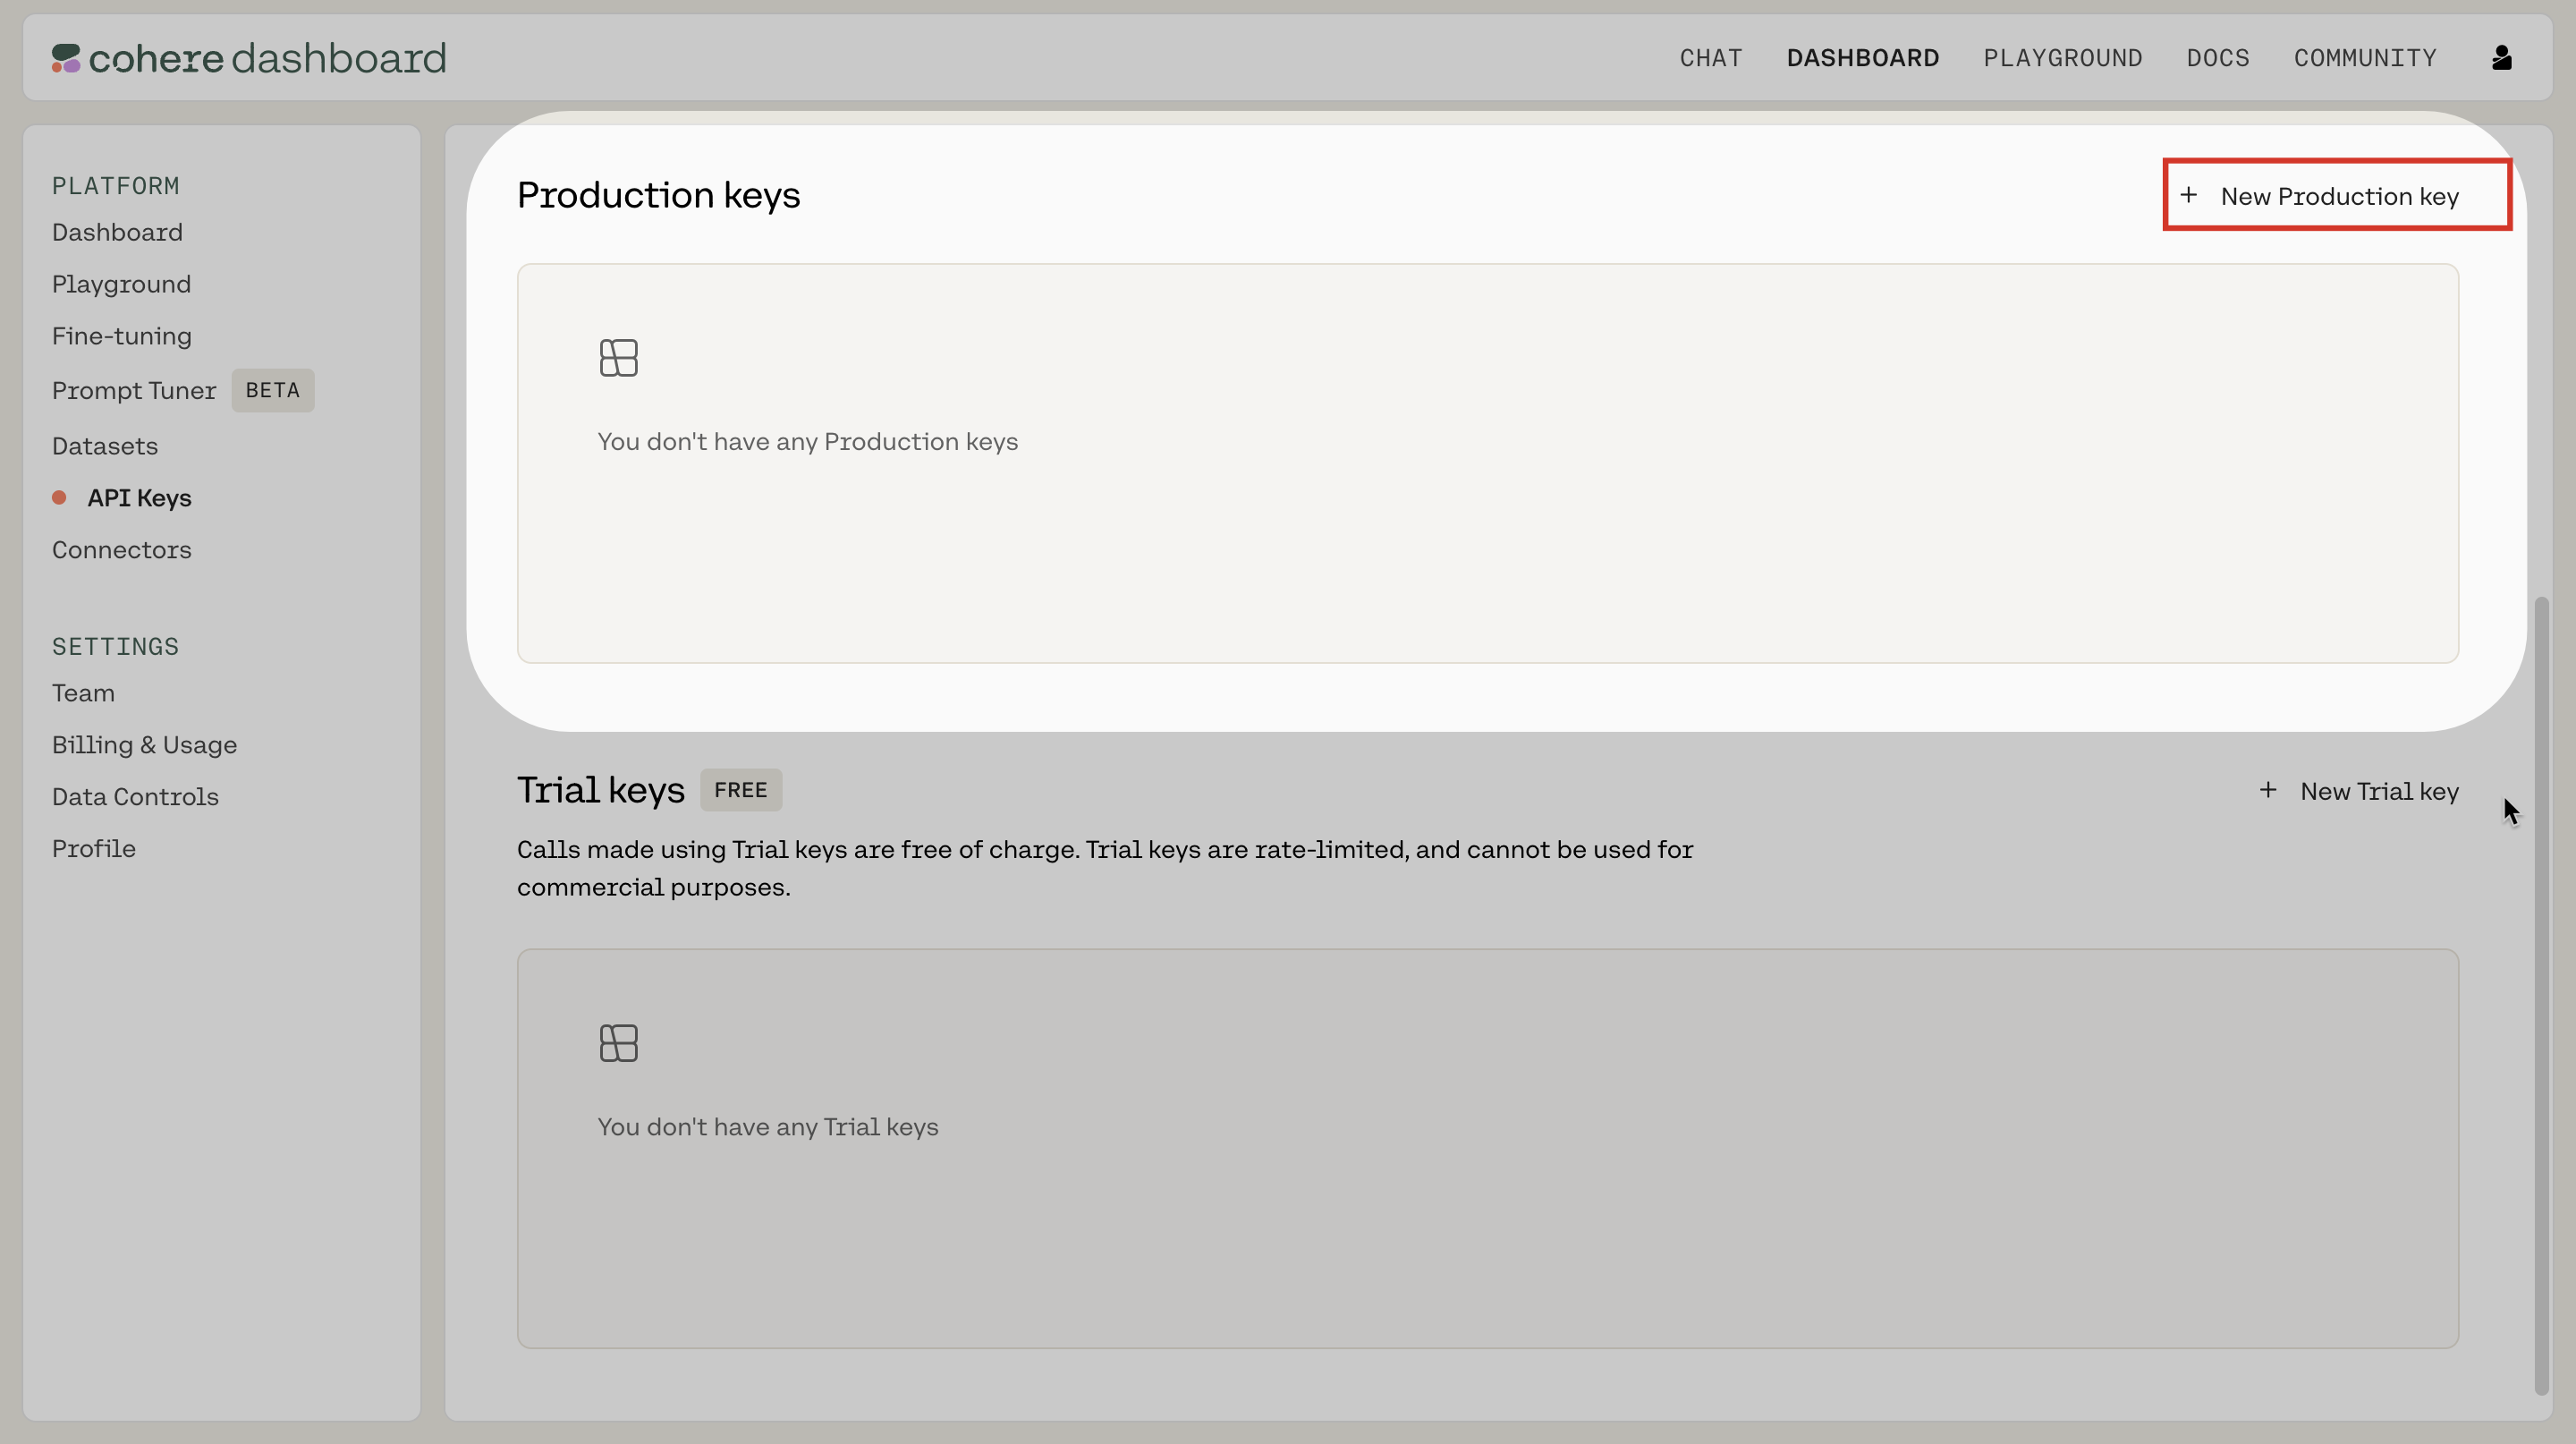 cohere dashboard
CHAT DASHBOARD PLAYGROUND DOCS COMMUNITY
PLATFORM
Dashboard
Playground
Fine-tuning
Prompt Tuner BETA
Datasets
API Keys
Connectors
SETTINGS
Team
Billing & Usage
Data Controls
Profile
Production keys
+ New Production key
You don't have any Production keys
Trial keys FREE
+ New Trial key
Calls made using Trial keys are free of charge. Trial keys are rate-limited, and cannot be used for
commercial purposes.
You don't have any Trial keys